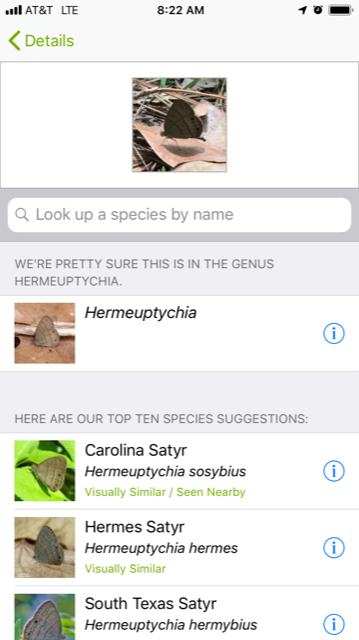 AT&T LTE 8:22 AM
Details
Look up a species by name
WE'RE PRETTY SURE THIS IS IN THE GENUS
HERMEUPTYCHIA.
Hermeuptychia
HERE ARE OUR TOP TEN SPECIES SUGGESTIONS:
Carolina Satyr
Hermeuptychia sosybius
Visually Similar / Seen Nearby
Hermes Satyr
Hermeuptychia hermes
Visually Similar
South Texas Satyr
Hermeuptychia hermybius